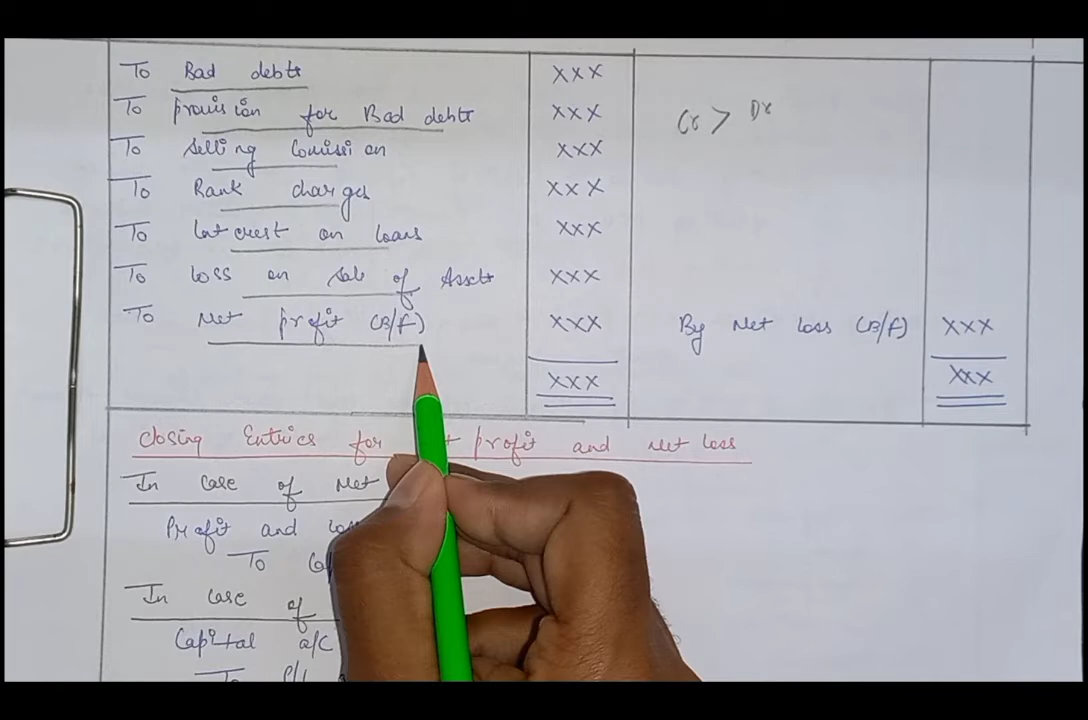 To Bad debts xxx
To provision for Bad debts xxx Cr > Dr
To Selling Comission xxx
To Bank charges xxx
To Interest on loans xxx
To loss on sale of Assets xxx
To Net profit (B/f) xxx By Net loss (B/f) xxx
xxx xxx
Closing Entries for profit and Net loss
In case of Net
Profit and
To
In case of
Capital a/c
To P/L